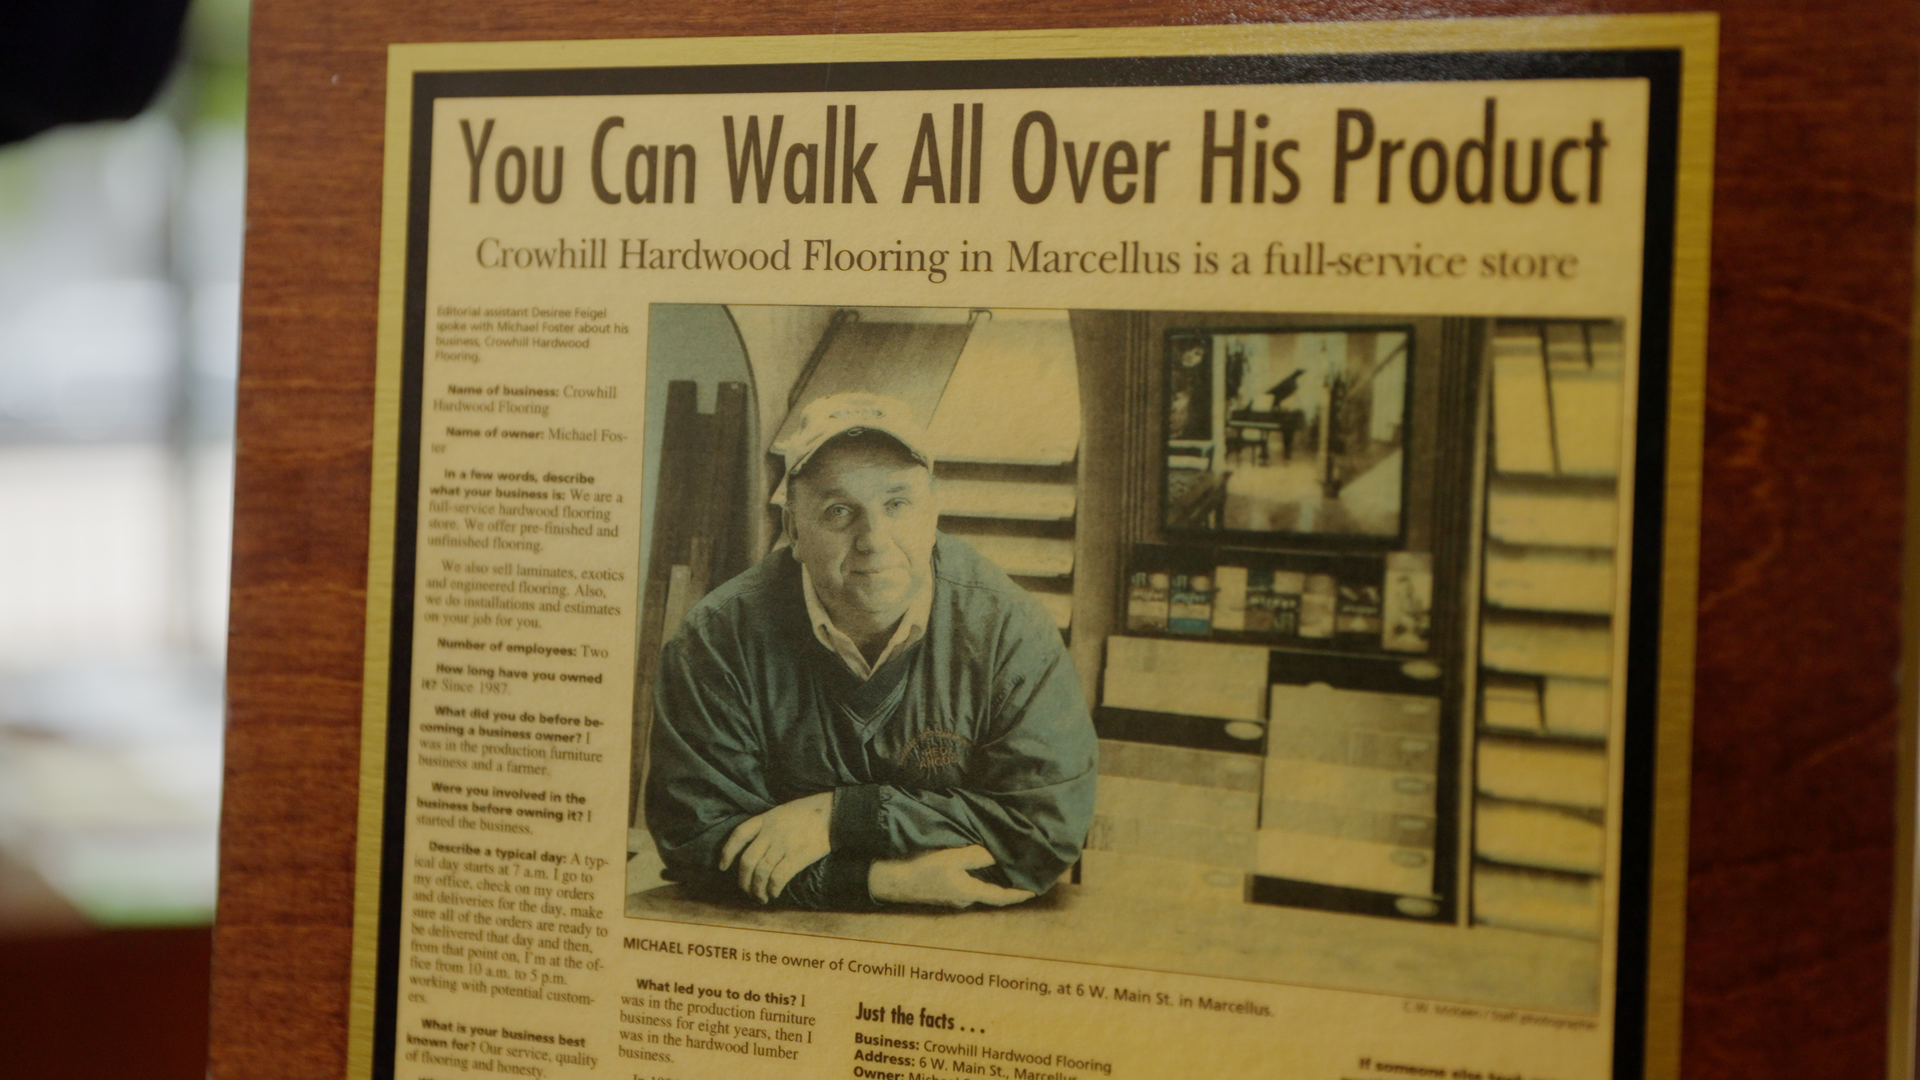 You Can Walk All Over His Product
Crowhill Hardwood Flooring in Marcellus is a full-service store
Editorial assistant Desiree Feigel
spoke with Michael Foster about his
business, Crowhill Hardwood
Flooring.
Name of business: Crowhill
Hardwood Flooring
Name of owner: Michael Fos-
ter
In a few words, describe
what your business is: We are a
full-service hardwood flooring
store. We offer pre-finished and
unfinished flooring.
We also sell laminates, exotics
and engineered flooring. Also,
we do installations and estimates
on your job for you.
Number of employees: Two
How long have you owned
it? Since 1987.
What did you do before be-
coming a business owner? I
was in the production furniture
business and a farmer.
Were you involved in the
business before owning it? I
started the business.
Describe a typical day: A typ-
ical day starts at 7 a.m. I go to
my office, check on my orders
and deliveries for the day, make
sure all of the orders are ready to
be delivered that day and then,
from that point on, I'm at the of-
fice from 10 a.m. to 5 p.m.
working with potential custom-
ers.
What is your business best
known for? Our service, quality
of flooring and honesty.
MICHAEL FOSTER is the owner of Crowhill Hardwood Flooring, at 6 W. Main St. in Marcellus.
Staff photographer
What led you to do this? I
was in the production furniture
business for eight years, then I
was in the hardwood lumber
business.
Just the facts . . .
Business: Crowhill Hardwood Flooring
Address: 6 W. Main St., Marcellus
Owner:
If someone else